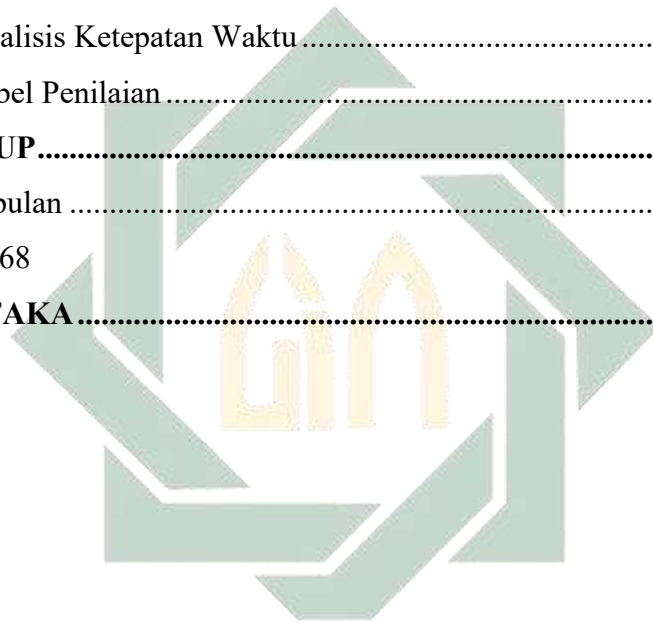 alisis Ketepatan Waktu................................................
bel Penilaian....................................................................
UP.......................................................................................
pulan .................................................................................
68
TAKA.................................................................................